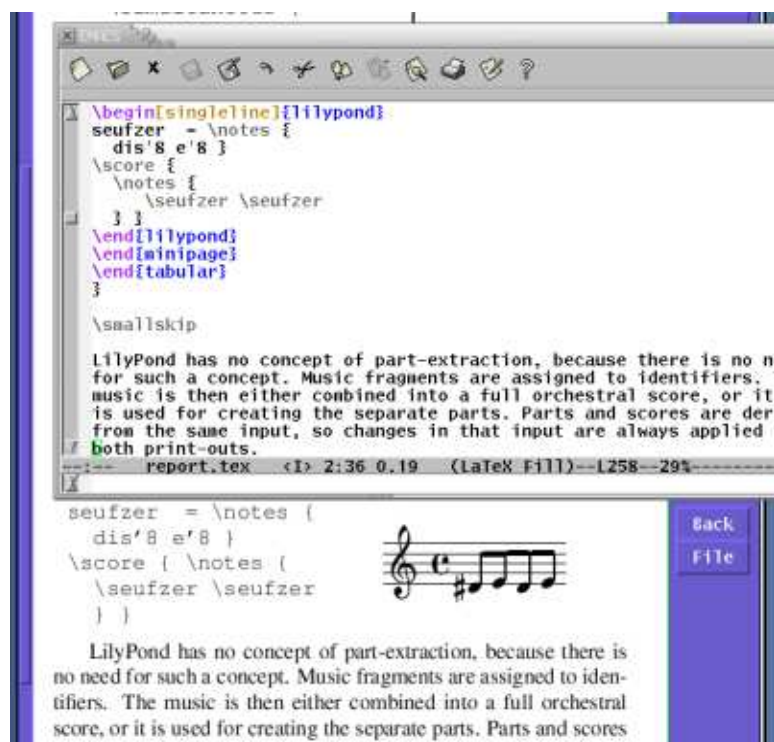 \begin[singleline]{lilypond}
seufzer  = \notes {
  dis'8 e'8 }
\score {
  \notes {
     \seufzer \seufzer
  } }
\end{lilypond}
\end{minipage}
\end{tabular}
}
\smallskip
LilyPond has no concept of part-extraction, because there is no n
for such a concept. Music fragments are assigned to identifiers.
music is then either combined into a full orchestral score, or it
is used for creating the separate parts. Parts and scores are der
from the same input, so changes in that input are always applied
both print-outs.
--:--   report.tex   <I> 2:36 0.19   (LaTeX Fill)--L258--29%--------
seufzer  = \notes {
  dis'8 e'8 }
\score { \notes {
  \seufzer \seufzer
  } }
Back
File
LilyPond has no concept of part-extraction, because there is
no need for such a concept. Music fragments are assigned to iden-
tifiers. The music is then either combined into a full orchestral
score, or it is used for creating the separate parts. Parts and scores